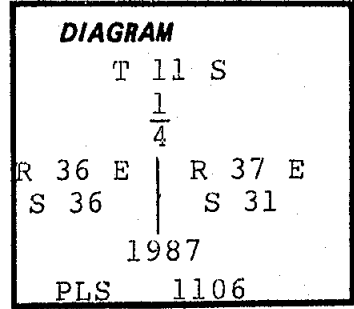 DIAGRAM
T 11 S
1
4
R 36 E R 37 E
S 36 S 31
1987
PLS 1106